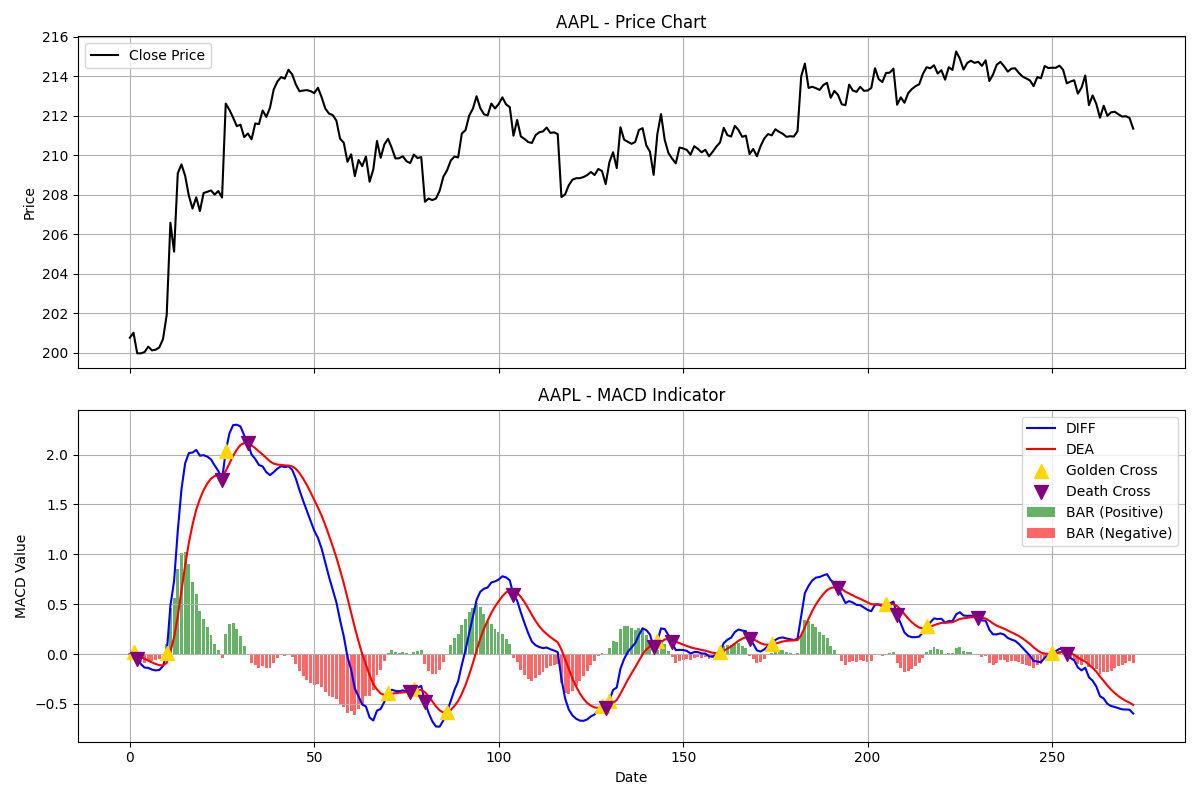 AAPL - Price Chart
216
214
212
210
208
206
204
202
200
Price
Close Price
AAPL - MACD Indicator
2.0
1.5
1.0
0.5
0.0
−0.5
MACD Value
DIFF
DEA
Golden Cross
Death Cross
BAR (Positive)
BAR (Negative)
0
50
100
150
200
250
Date